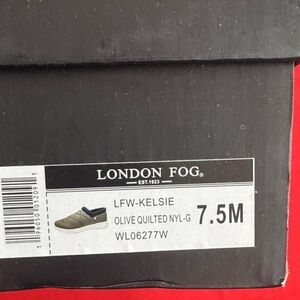 LONDON FOG®
EST.1923
LFW-KELSIE
OLIVE QUILTED NYL-G
7.5M
WL06277W